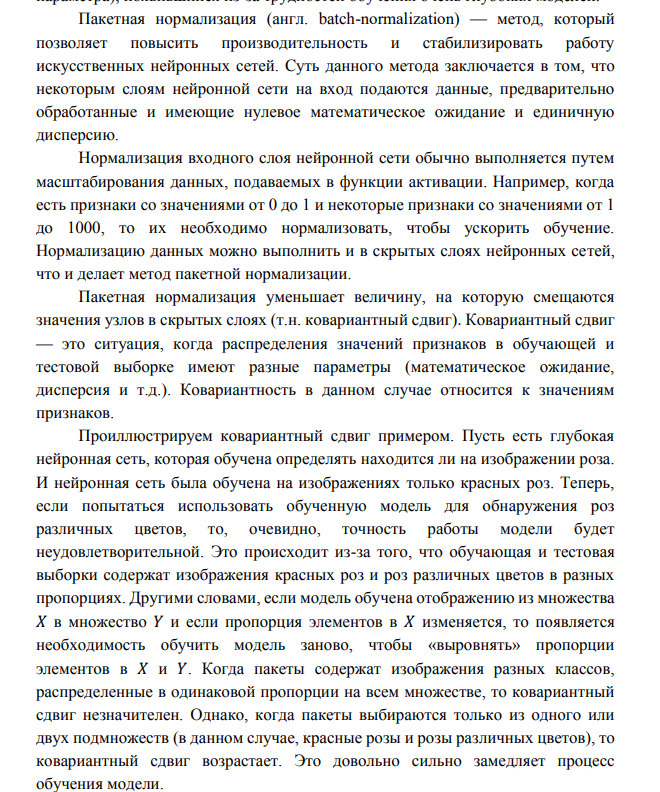 параметра), появившиеся из-за трудностей обучения очень глубоких моделей.
Пакетная нормализация (англ. batch-normalization) — метод, который
позволяет повысить производительность и стабилизировать работу
искусственных нейронных сетей. Суть данного метода заключается в том, что
некоторым слоям нейронной сети на вход подаются данные, предварительно
обработанные и имеющие нулевое математическое ожидание и единичную
дисперсию.
Нормализация входного слоя нейронной сети обычно выполняется путем
масштабирования данных, подаваемых в функции активации. Например, когда
есть признаки со значениями от 0 до 1 и некоторые признаки со значениями от 1
до 1000, то их необходимо нормализовать, чтобы ускорить обучение.
Нормализацию данных можно выполнить и в скрытых слоях нейронных сетей,
что и делает метод пакетной нормализации.
Пакетная нормализация уменьшает величину, на которую смещаются
значения узлов в скрытых слоях (т.н. ковариантный сдвиг). Ковариантный сдвиг
— это ситуация, когда распределения значений признаков в обучающей и
тестовой выборке имеют разные параметры (математическое ожидание,
дисперсия и т.д.). Ковариантность в данном случае относится к значениям
признаков.
Проиллюстрируем ковариантный сдвиг примером. Пусть есть глубокая
нейронная сеть, которая обучена определять находится ли на изображении роза.
И нейронная сеть была обучена на изображениях только красных роз. Теперь,
если попытаться использовать обученную модель для обнаружения роз
различных цветов, то, очевидно, точность работы модели будет
неудовлетворительной. Это происходит из-за того, что обучающая и тестовая
выборки содержат изображения красных роз и роз различных цветов в разных
пропорциях. Другими словами, если модель обучена отображению из множества
X в множество Y и если пропорция элементов в X изменяется, то появляется
необходимость обучить модель заново, чтобы «выровнять» пропорции
элементов в X и Y. Когда пакеты содержат изображения разных классов,
распределенные в одинаковой пропорции на всем множестве, то ковариантный
сдвиг незначителен. Однако, когда пакеты выбираются только из одного или
двух подмножеств (в данном случае, красные розы и розы различных цветов), то
ковариантный сдвиг возрастает. Это довольно сильно замедляет процесс
обучения модели.